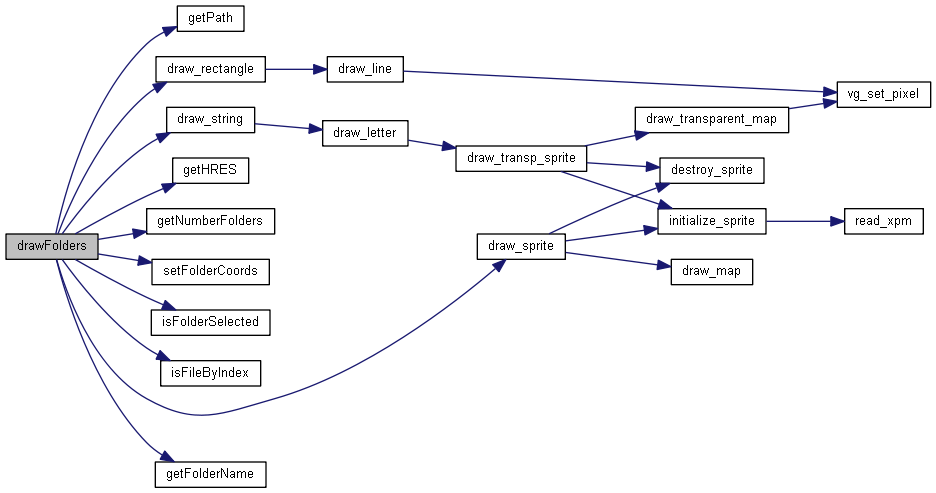 getPath
draw_rectangle
draw_line
vg_set_pixel
draw_string
draw_transparent_map
draw_letter
draw_transp_sprite
getHRES
destroy_sprite
getNumberFolders
initialize_sprite
read_xpm
drawFolders
draw_sprite
setFolderCoords
draw_map
isFolderSelected
isFileByIndex
getFolderName